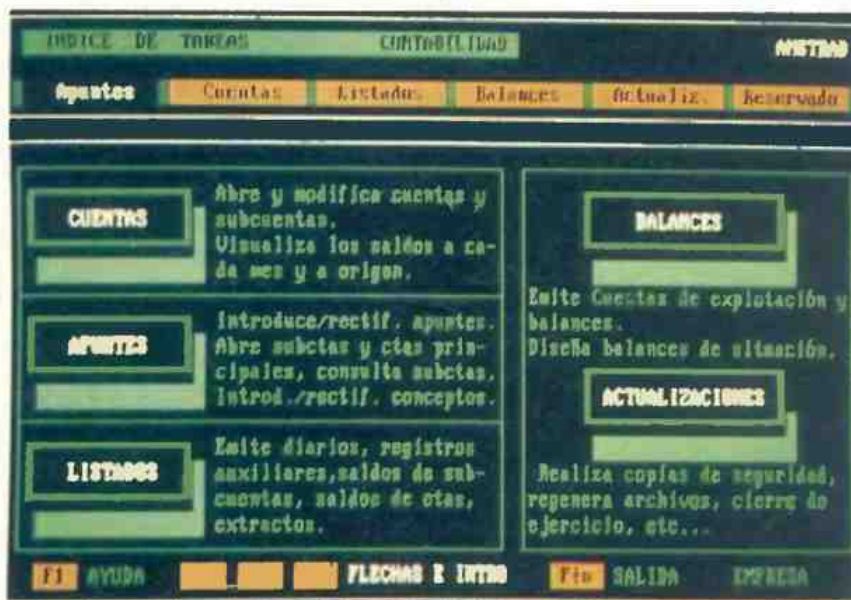 INDICE DE TAREAS CONTABILIDAD AMSTRAD
Apuntes Cuentas Listados Balances Actualiz. Reservado
CUENTAS
Abre y modifica cuentas y
subcuentas.
Visualiza los saldos a ca-
da mes y a origen.
APUNTES
Introduce/rectif. apuntes.
Abre subctas y ctas prin-
cipales, consulta subctas,
Introd./rectif. conceptos.
LISTADOS
Emite diarios, registros
auxiliares,saldos de sub-
cuentas, saldos de ctas,
extractos.
BALANCES
Emite Cuentas de explotación y
balances.
Diseña balances de situación.
ACTUALIZACIONES
Realiza copias de seguridad,
regenera archivos, cierre de
ejercicio, etc...
F1 AYUDA FLECHAS E INTRO Fin SALIDA EMPRESA